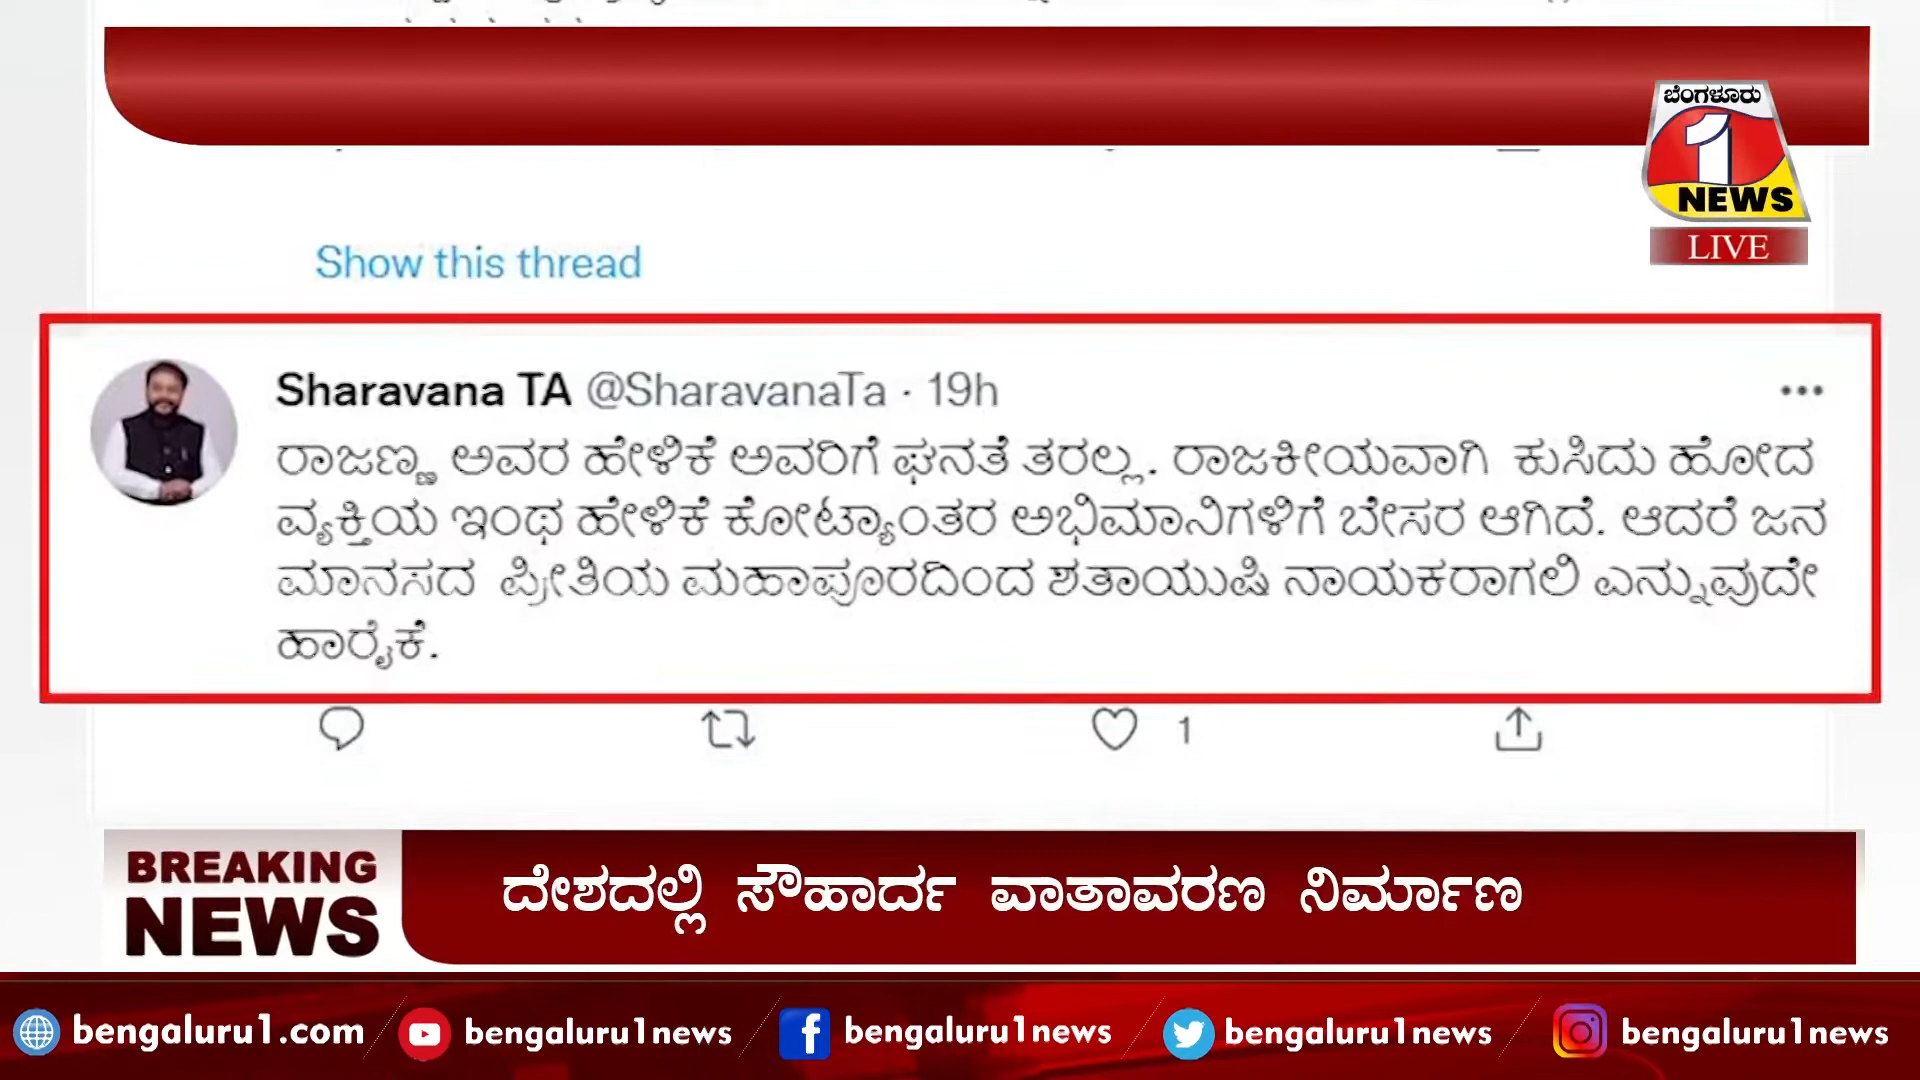 ಬೆಂಗಳೂರು
1
NEWS
LIVE
Show this thread
Sharavana TA @SharavanaTa · 19h
ರಾಜಣ್ಣ ಅವರ ಹೇಳಿಕೆ ಅವರಿಗೆ ಘನತೆ ತರಲ್ಲ. ರಾಜಕೀಯವಾಗಿ ಕುಸಿದು ಹೋದ
ವ್ಯಕ್ತಿಯ ಇಂಥ ಹೇಳಿಕೆ ಕೋಟ್ಯಾಂತರ ಅಭಿಮಾನಿಗಳಿಗೆ ಬೇಸರ ಆಗಿದೆ. ಆದರೆ ಜನ
ಮಾನಸದ ಪ್ರೀತಿಯ ಮಹಾಪೂರದಿಂದ ಶತಾಯುಷಿ ನಾಯಕರಾಗಲಿ ಎನ್ನುವುದೇ
ಹಾರೈಕೆ.
1
BREAKING
NEWS
ದೇಶದಲ್ಲಿ ಸೌಹಾರ್ದ ವಾತಾವರಣ ನಿರ್ಮಾಣ
bengaluru1.com bengaluru1news bengaluru1news bengaluru1news bengaluru1news